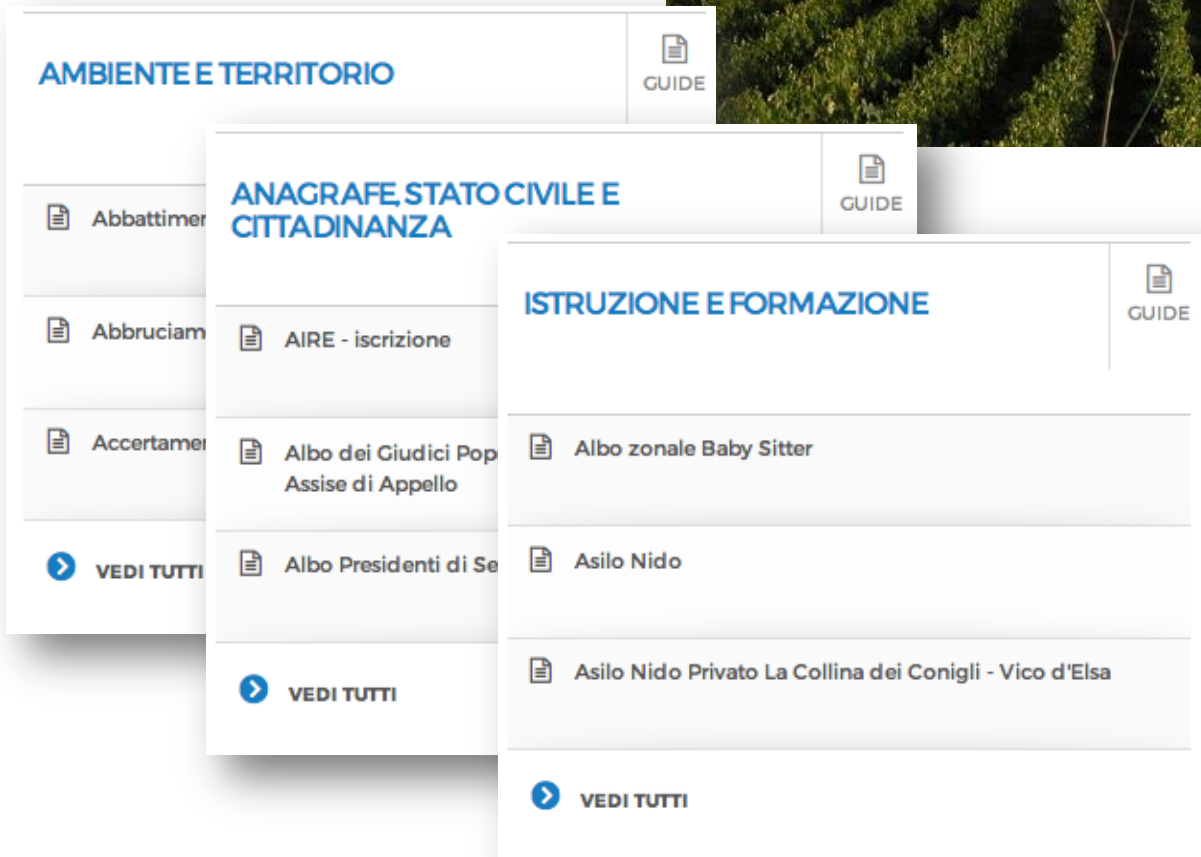 AMBIENTE E TERRITORIO
GUIDE
VEDI TUTTI
ANAGRAFE, STATO CIVILE E
CITTADINANZA
GUIDE
AIRE - iscrizione
Albo dei Giudici
Assise di Appello
Albo Presidenti di
VEDI TUTTI
ISTRUZIONE E FORMAZIONE
GUIDE
Albo zonale Baby Sitter
Asilo Nido
Asilo Nido Privato La Collina dei Conigli - Vico d'Elsa
VEDI TUTTI